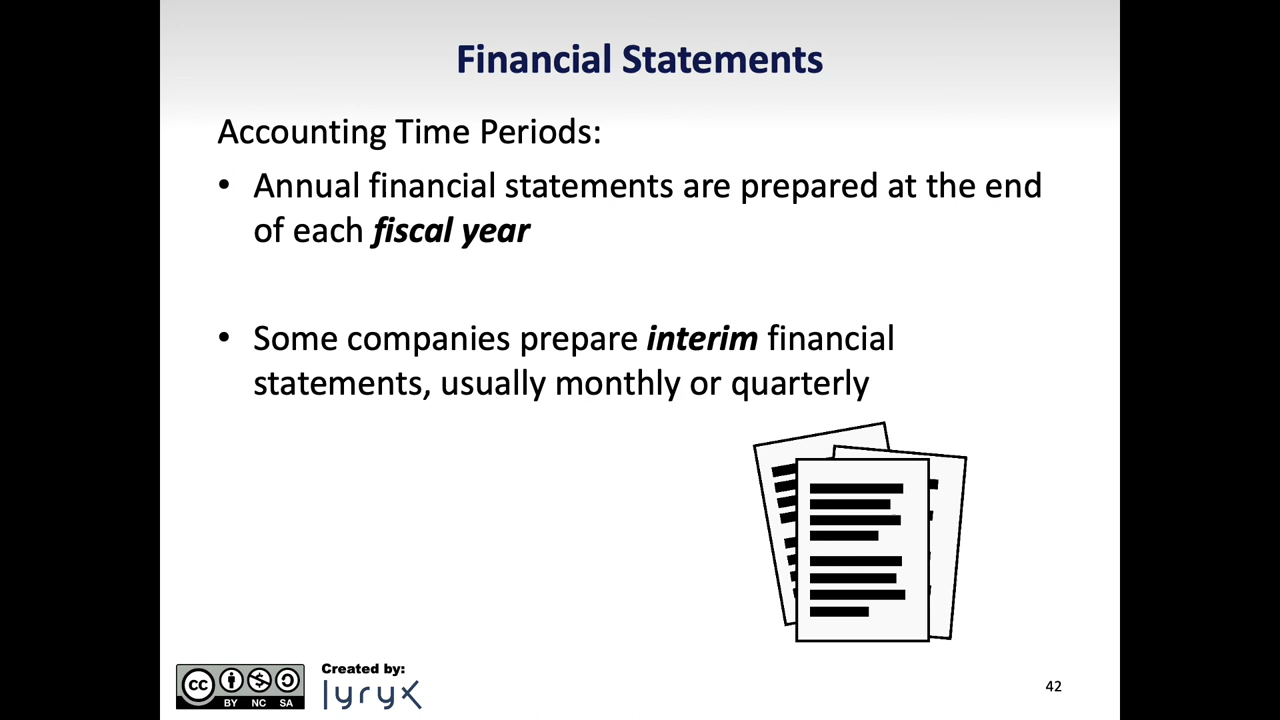 Financial Statements
Accounting Time Periods:
• Annual financial statements are prepared at the end
of each fiscal year
• Some companies prepare interim financial
statements, usually monthly or quarterly
cc
BY NC SA
Created by:
lyryx
42